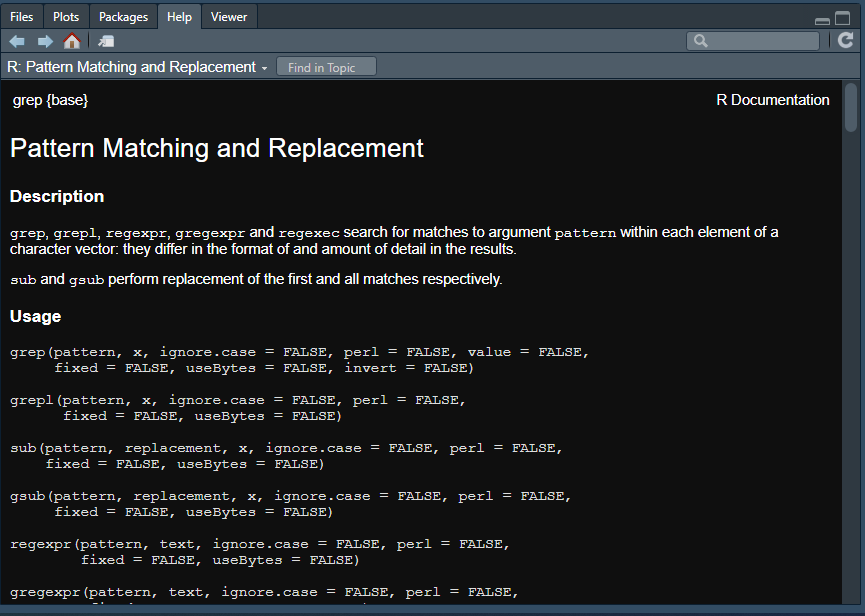 Files Plots Packages Help Viewer
R: Pattern Matching and Replacement Find in Topic
grep {base} R Documentation
Pattern Matching and Replacement
Description
grep, grepl, regexpr, gregexpr and regexec search for matches to argument pattern within each element of a
character vector: they differ in the format of and amount of detail in the results.
sub and gsub perform replacement of the first and all matches respectively.
Usage
grep(pattern, x, ignore.case = FALSE, perl = FALSE, value = FALSE,
fixed = FALSE, useBytes = FALSE, invert = FALSE)
grepl(pattern, x, ignore.case = FALSE, perl = FALSE,
fixed = FALSE, useBytes = FALSE)
sub(pattern, replacement, x, ignore.case = FALSE, perl = FALSE,
fixed = FALSE, useBytes = FALSE)
gsub(pattern, replacement, x, ignore.case = FALSE, perl = FALSE,
fixed = FALSE, useBytes = FALSE)
regexpr(pattern, text, ignore.case = FALSE, perl = FALSE,
fixed = FALSE, useBytes = FALSE)
gregexpr(pattern, text, ignore.case = FALSE, perl = FALSE,